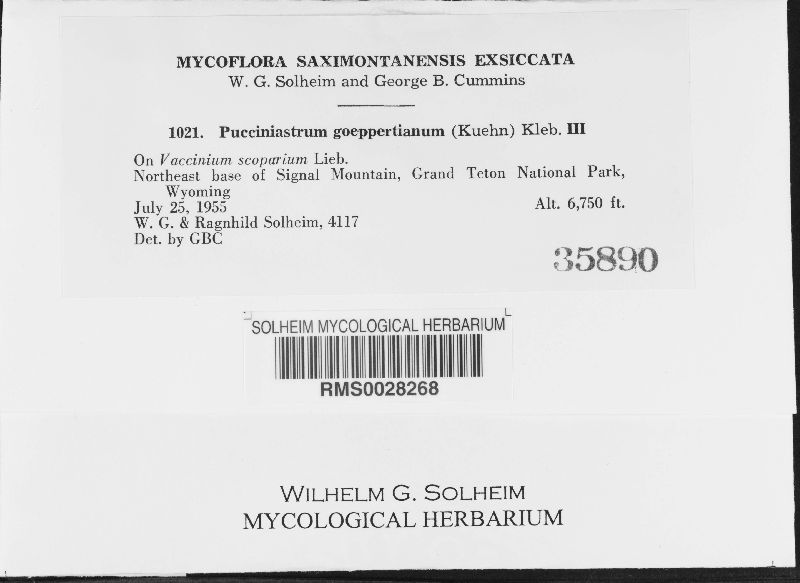 MYCOFLORA SAXIMONTANENSIS EXSICCATA
W. G. Solheim and George B. Cummins
1021. Pucciniastrum goeppertianum (Kuehn) Kleb. III
On Vaccinium scoparium Lieb.
Northeast base of Signal Mountain, Grand Teton National Park,
Wyoming
July 25, 1955 Alt. 6,750 ft.
W. G. & Ragnhild Solheim, 4117
Det. by GBC
35890
SOLHEIM MYCOLOGICAL HERBARIUM
RMS0028268
WILHELM G. SOLHEIM
MYCOLOGICAL HERBARIUM